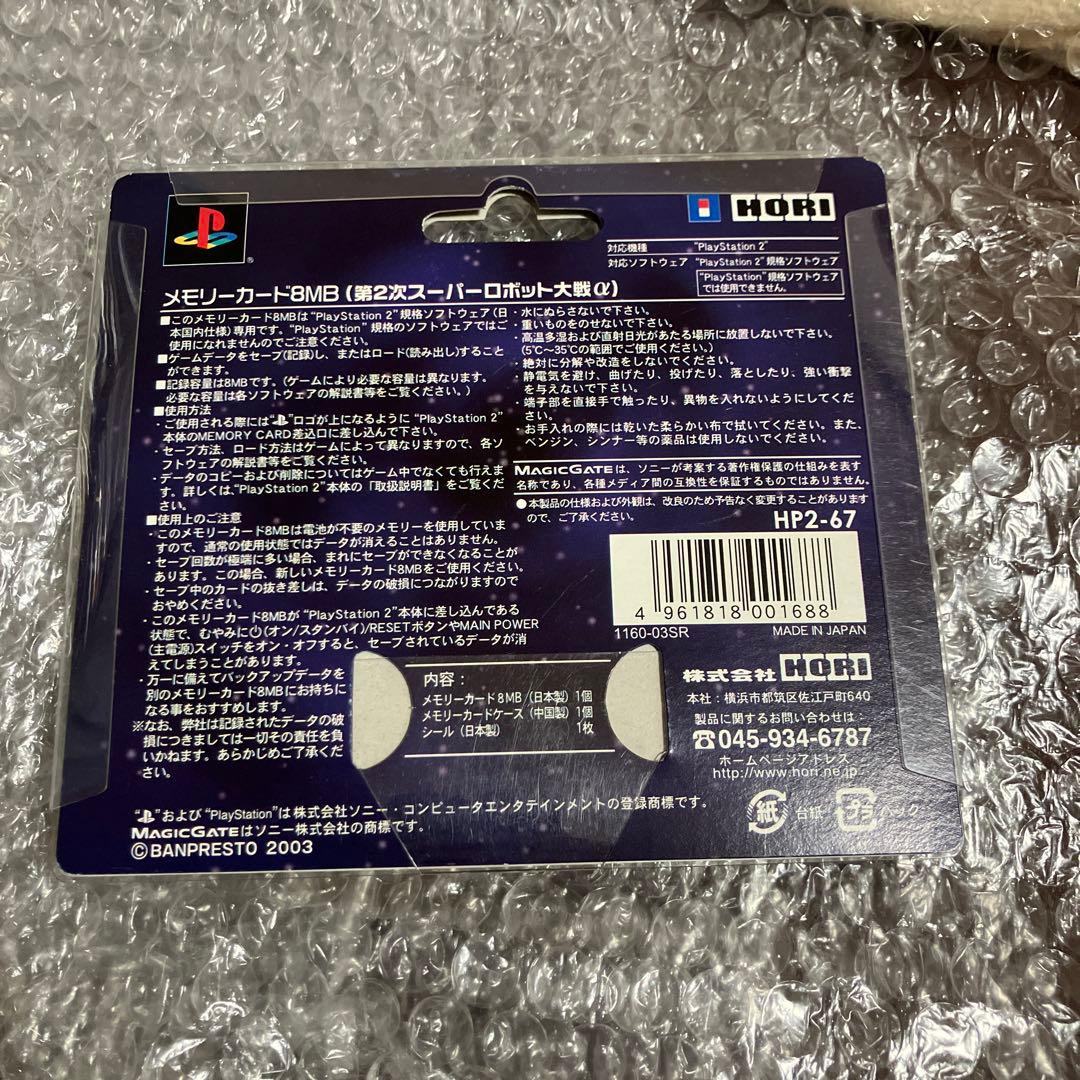 HORI
対応機種 "PlayStation 2"
対応ソフトウェア "PlayStation 2"規格ソフトウェア
"PlayStation"規格ソフトウェア
では使用できません。
メモリーカード8MB(第2次スーパーロボット大戦α)
■このメモリーカード8MBは"PlayStation 2"規格ソフトウェア(日
本国内仕様)専用です。"PlayStation"規格のソフトウェアではご
使用になれませんのでご注意ください。
■ゲームデータをセーブ(記録)し、またはロード(読み出し)すること
ができます。
■記録容量は8MBです。(ゲームにより必要な容量は異なります。
必要な容量は各ソフトウェアの解説書等をご覧ください。)
■使用方法
・ご使用される際には" "ロゴが上になるように"PlayStation 2"
本体のMEMORY CARD差込口に差し込んで下さい。
・セーブ方法、ロード方法はゲームによって異なりますので、各ソ
フトウェアの解説書等をご覧ください。
・データのコピーおよび削除についてはゲーム中でなくても行えま
す。詳しくは、"PlayStation 2"本体の「取扱説明書」をご覧くだ
さい。
■使用上のご注意
・このメモリーカード8MBは電池が不要のメモリーを使用していま
すので、通常の使用状態ではデータが消えることはありません。
・セーブ回数が極端に多い場合、まれにセーブができなくなることが
あります。この場合、新しいメモリーカード8MBをご使用ください。
・セーブ中のカードの抜き差しは、データの破損につながりますので
おやめください。
・このメモリーカード8MBが"PlayStation 2"本体に差し込んである
状態で、むやみに⏻(オン/スタンバイ)/RESETボタンやMAIN POWER
(主電源)スイッチをオン・オフすると、セーブされているデータが消
えてしまうことがあります。
・万一に備えてバックアップデータを
別のメモリーカード8MBにお持ちに
なる事をおすすめします。
※なお、弊社は記録されたデータの破
損につきましては一切その責任を負
いかねます。あらかじめご了承くだ
さい。
・水にぬらさないで下さい。
・重いものをのせないで下さい。
・高温多湿および直射日光があたる場所に放置しないで下さい。
(5℃〜35℃の範囲でご使用ください。)
・絶対に分解や改造をしないでください。
・静電気を避け、曲げたり、投げたり、落としたり、強い衝撃
を与えないで下さい。
・端子部を直接手で触ったり、異物を入れないようにしてくだ
さい。
・お手入れの際には乾いた柔らかい布で拭いてください。また、
ベンジン、シンナー等の薬品は使用しないでください。
MAGICGATEは、ソニーが考案する著作権保護の仕組みを表す
名称であり、各種メディア間の互換性を保証するものではありません。
●本製品の仕様および外観は、改良のため予告なく変更することがあります
ので、ご了承ください。
HP2-67
4 961818 001688
1160-03SR MADE IN JAPAN
内容:
メモリーカード8MB(日本製)1個
メモリーカードケース(中国製)1個
シール(日本製) 1枚
株式会社HORI
本社:横浜市都筑区佐江戸町640
製品に関するお問い合わせは:
☎045-934-6787
ホームページアドレス
http://www.hori.ne.jp
紙 台紙 プラ パック
" "および"PlayStation"は株式会社ソニー・コンピュータエンタテインメントの登録商標です。
MAGICGATEはソニー株式会社の商標です。
©BANPRESTO 2003